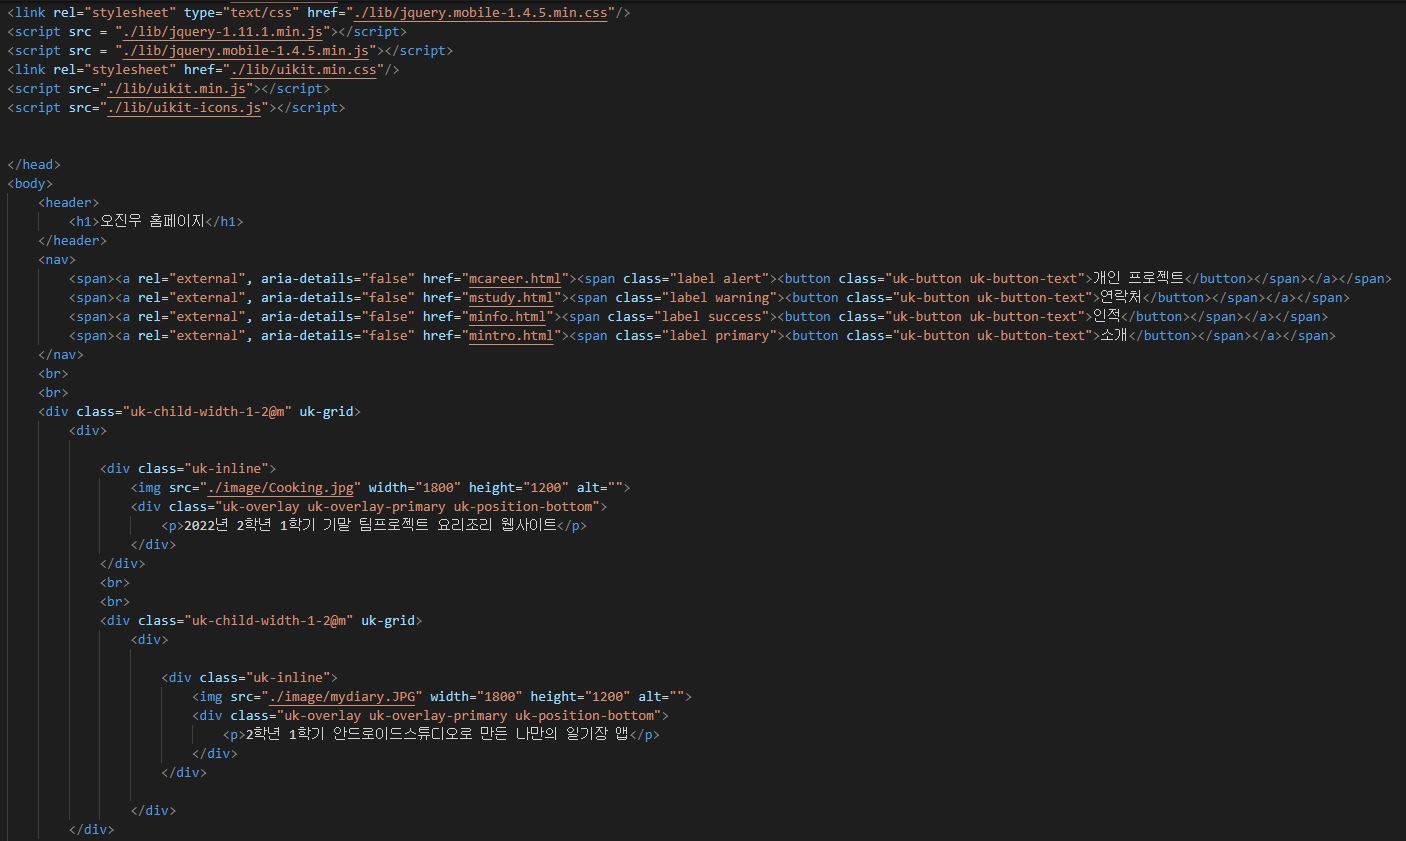 <link rel="stylesheet" type="text/css" href="./lib/jquery.mobile-1.4.5.min.css"/>
<script src = "./lib/jquery-1.11.1.min.js"></script>
<script src = "./lib/jquery.mobile-1.4.5.min.js"></script>
<link rel="stylesheet" href="./lib/uikit.min.css"/>
<script src="./lib/uikit.min.js"></script>
<script src="./lib/uikit-icons.js"></script>
</head>
<body>
<header>
<h1>오진우 홈페이지</h1>
</header>
<nav>
<span><a rel="external", aria-details="false" href="mcareer.html"><span class="label alert"><button class="uk-button uk-button-text">개인 프로젝트</button></span></a></span>
<span><a rel="external", aria-details="false" href="mstudy.html"><span class="label warning"><button class="uk-button uk-button-text">연락처</button></span></a></span>
<span><a rel="external", aria-details="false" href="minfo.html"><span class="label success"><button class="uk-button uk-button-text">인적</button></span></a></span>
<span><a rel="external", aria-details="false" href="mintro.html"><span class="label primary"><button class="uk-button uk-button-text">소개</button></span></a></span>
</nav>
<br>
<br>
<div class="uk-child-width-1-2@m" uk-grid>
<div>
<div class="uk-inline">
<img src="./image/Cooking.jpg" width="1800" height="1200" alt="">
<div class="uk-overlay uk-overlay-primary uk-position-bottom">
<p>2022년 2학년 1학기 기말 팀프로젝트 요리조리 웹사이트</p>
</div>
</div>
<br>
<br>
<div class="uk-child-width-1-2@m" uk-grid>
<div>
<div class="uk-inline">
<img src="./image/mydiary.JPG" width="1800" height="1200" alt="">
<div class="uk-overlay uk-overlay-primary uk-position-bottom">
<p>2학년 1학기 안드로이드스튜디오로 만든 나만의 일기장 앱</p>
</div>
</div>
</div>
</div>